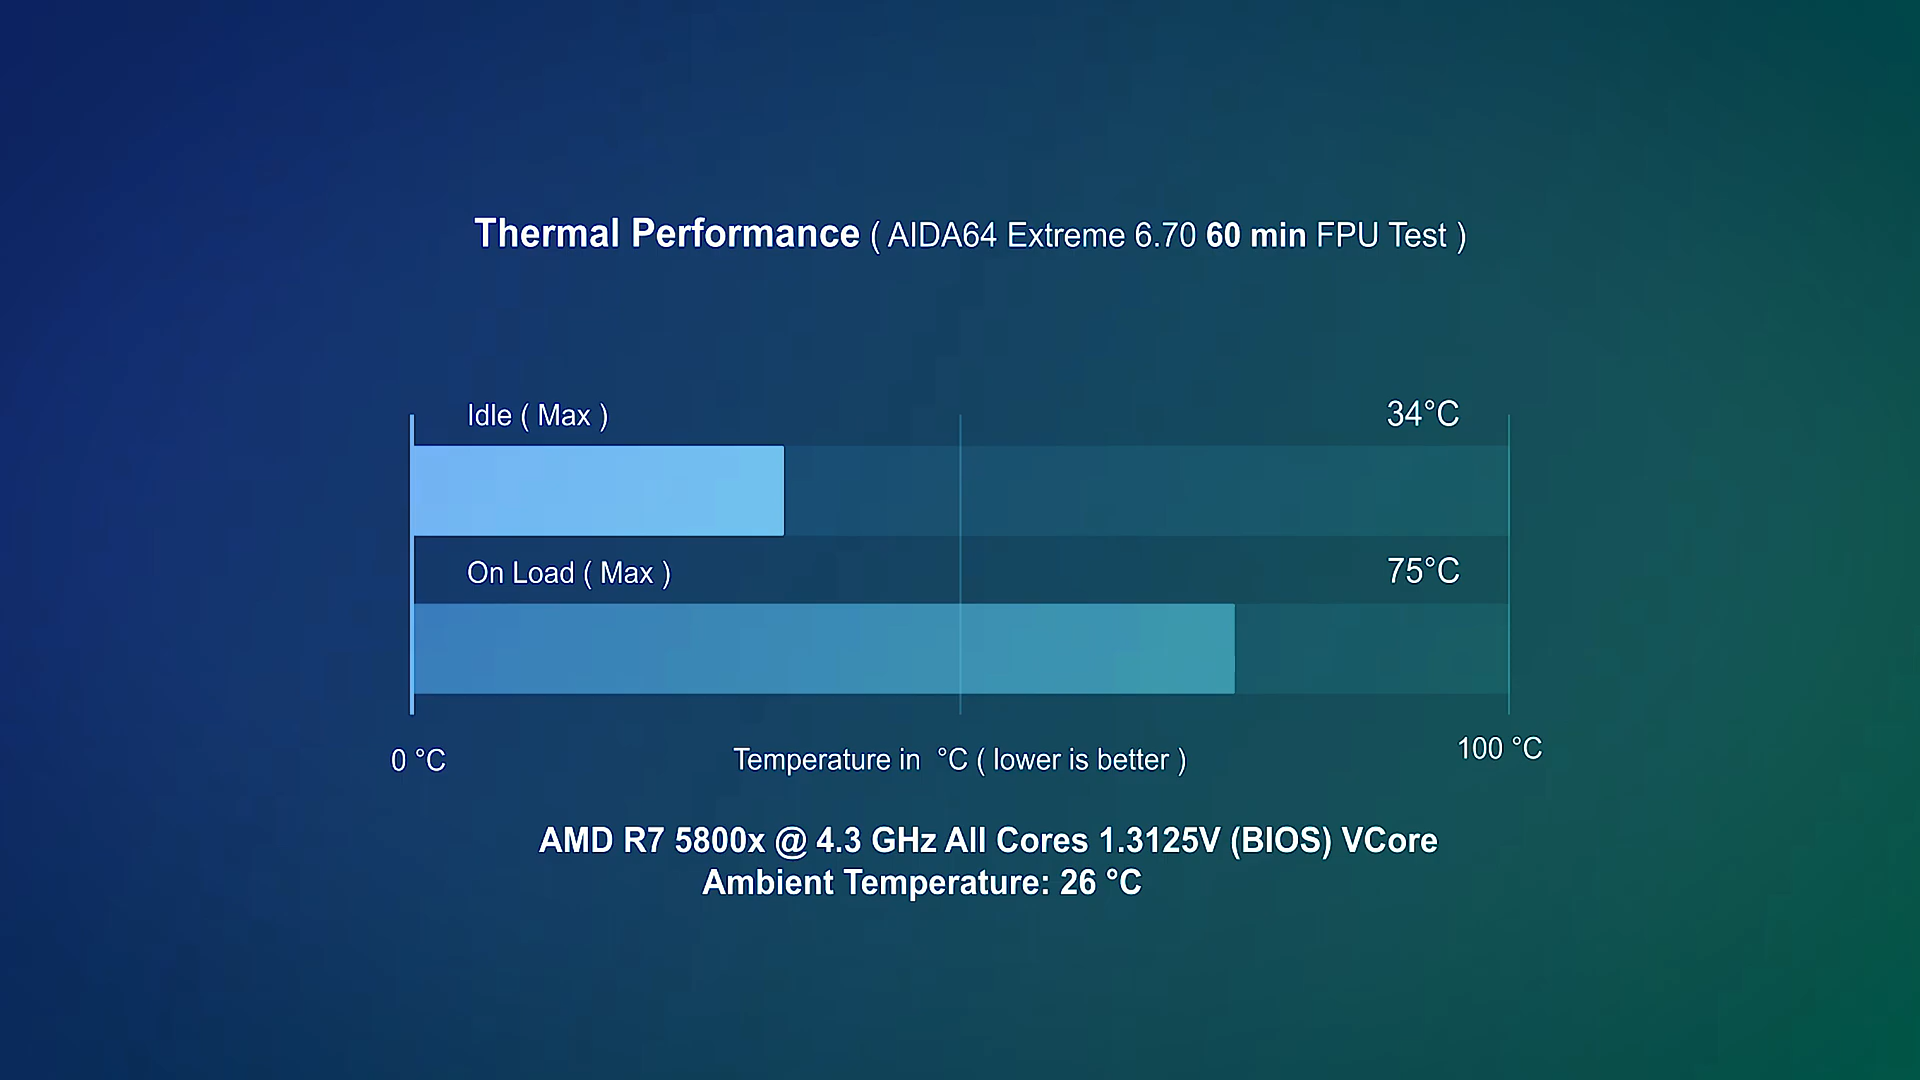 Thermal Performance ( AIDA64 Extreme 6.70 60 min FPU Test )
Idle ( Max ) 34°C
On Load ( Max ) 75°C
0 °C Temperature in °C ( lower is better ) 100 °C
AMD R7 5800x @ 4.3 GHz All Cores 1.3125V (BIOS) VCore
Ambient Temperature: 26 °C